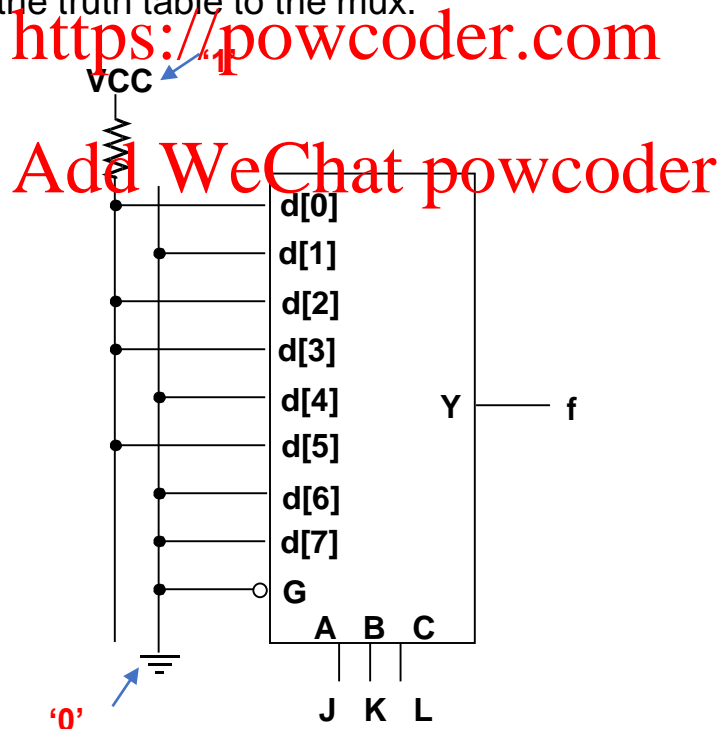 the truth table to the mux.
https://powcoder.com
'1'
VCC
Add WeChat powcoder
d[0]
d[1]
d[2]
d[3]
d[4]
Y
f
d[5]
d[6]
d[7]
G
A B C
J K L
'0'